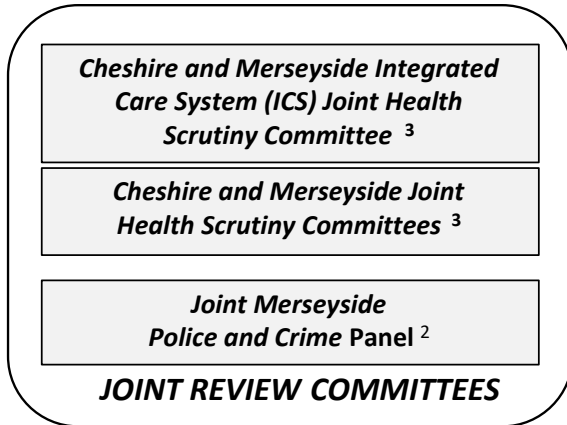 Cheshire and Merseyside Integrated
Care System (ICS) Joint Health
Scrutiny Committee ³
Cheshire and Merseyside Joint
Health Scrutiny Committees ³
Joint Merseyside
Police and Crime Panel ²
JOINT REVIEW COMMITTEES